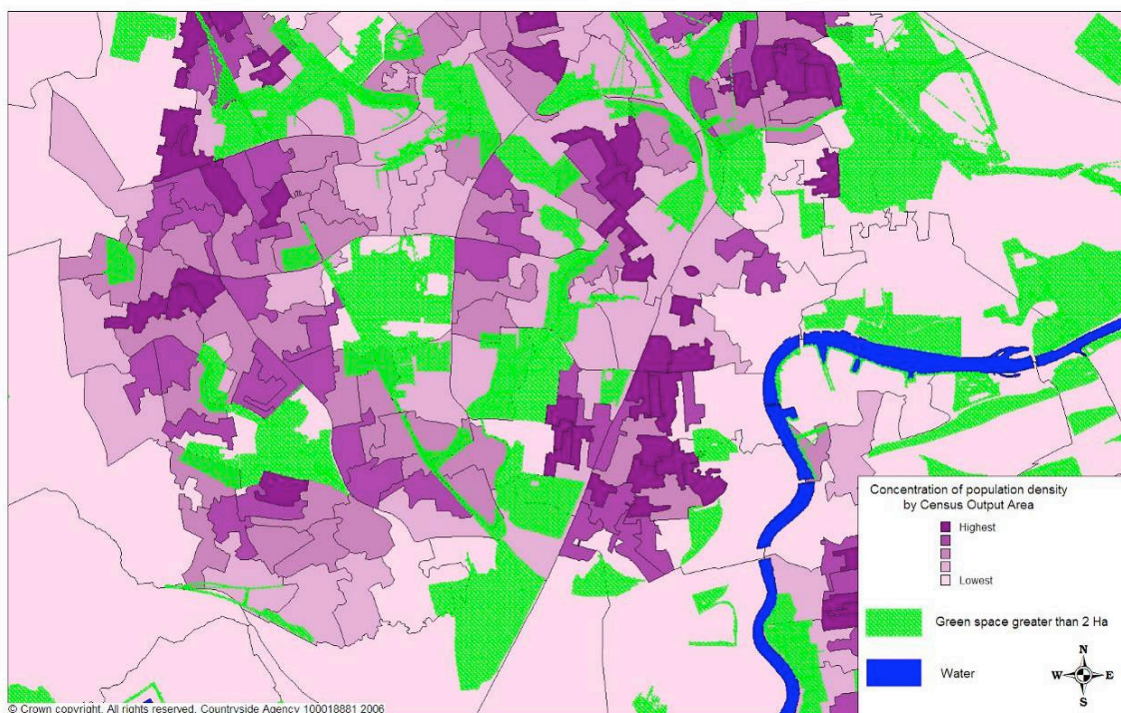 Concentration of population density
by Census Output Area
Highest
Lowest
Green space greater than 2 Ha
Water
N
W E
S
© Crown copyright. All rights reserved. Countryside Agency 100018881 2006